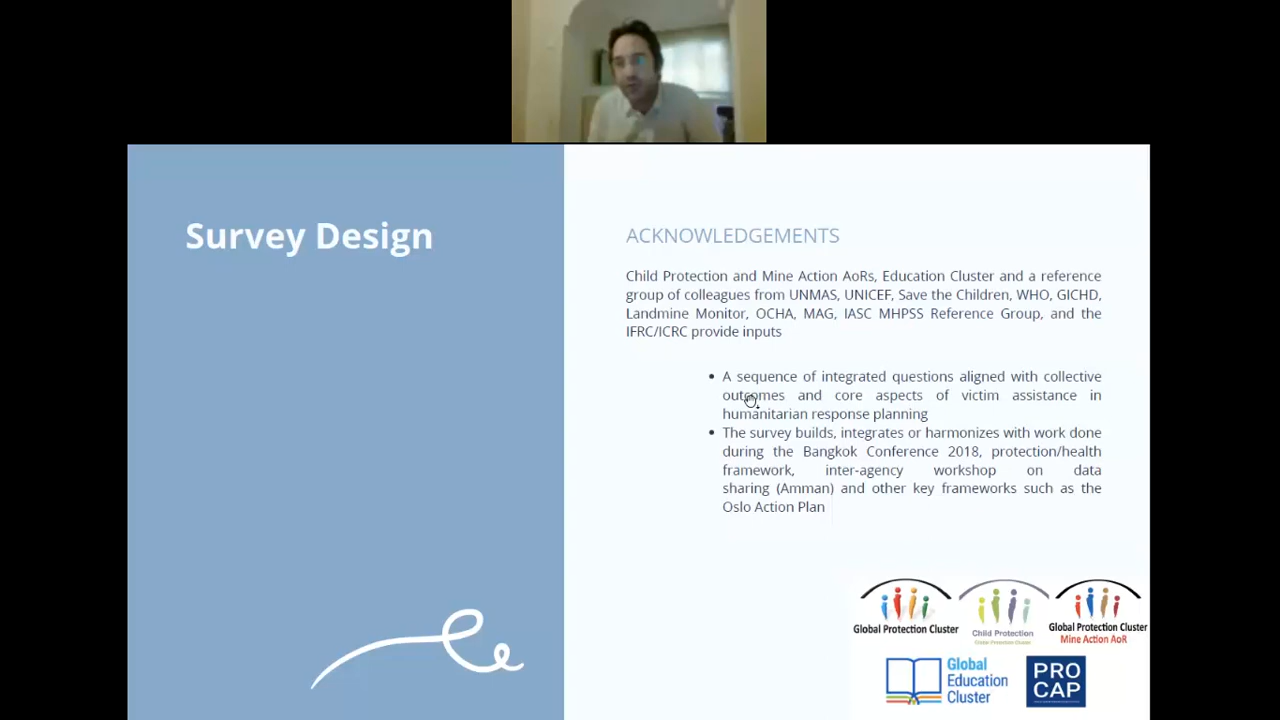 Survey Design
ACKNOWLEDGEMENTS
Child Protection and Mine Action AoRs, Education Cluster and a reference
group of colleagues from UNMAS, UNICEF, Save the Children, WHO, GICHD,
Landmine Monitor, OCHA, MAG, IASC MHPSS Reference Group, and the
IFRC/ICRC provide inputs
• A sequence of integrated questions aligned with collective
outcomes and core aspects of victim assistance in
humanitarian response planning
• The survey builds, integrates or harmonizes with work done
during the Bangkok Conference 2018, protection/health
framework, inter-agency workshop on data
sharing (Amman) and other key frameworks such as the
Oslo Action Plan
Global Protection Cluster
Child Protection
Global Protection Cluster
Global Protection Cluster
Mine Action AoR
Global
Education
Cluster
PRO
CAP